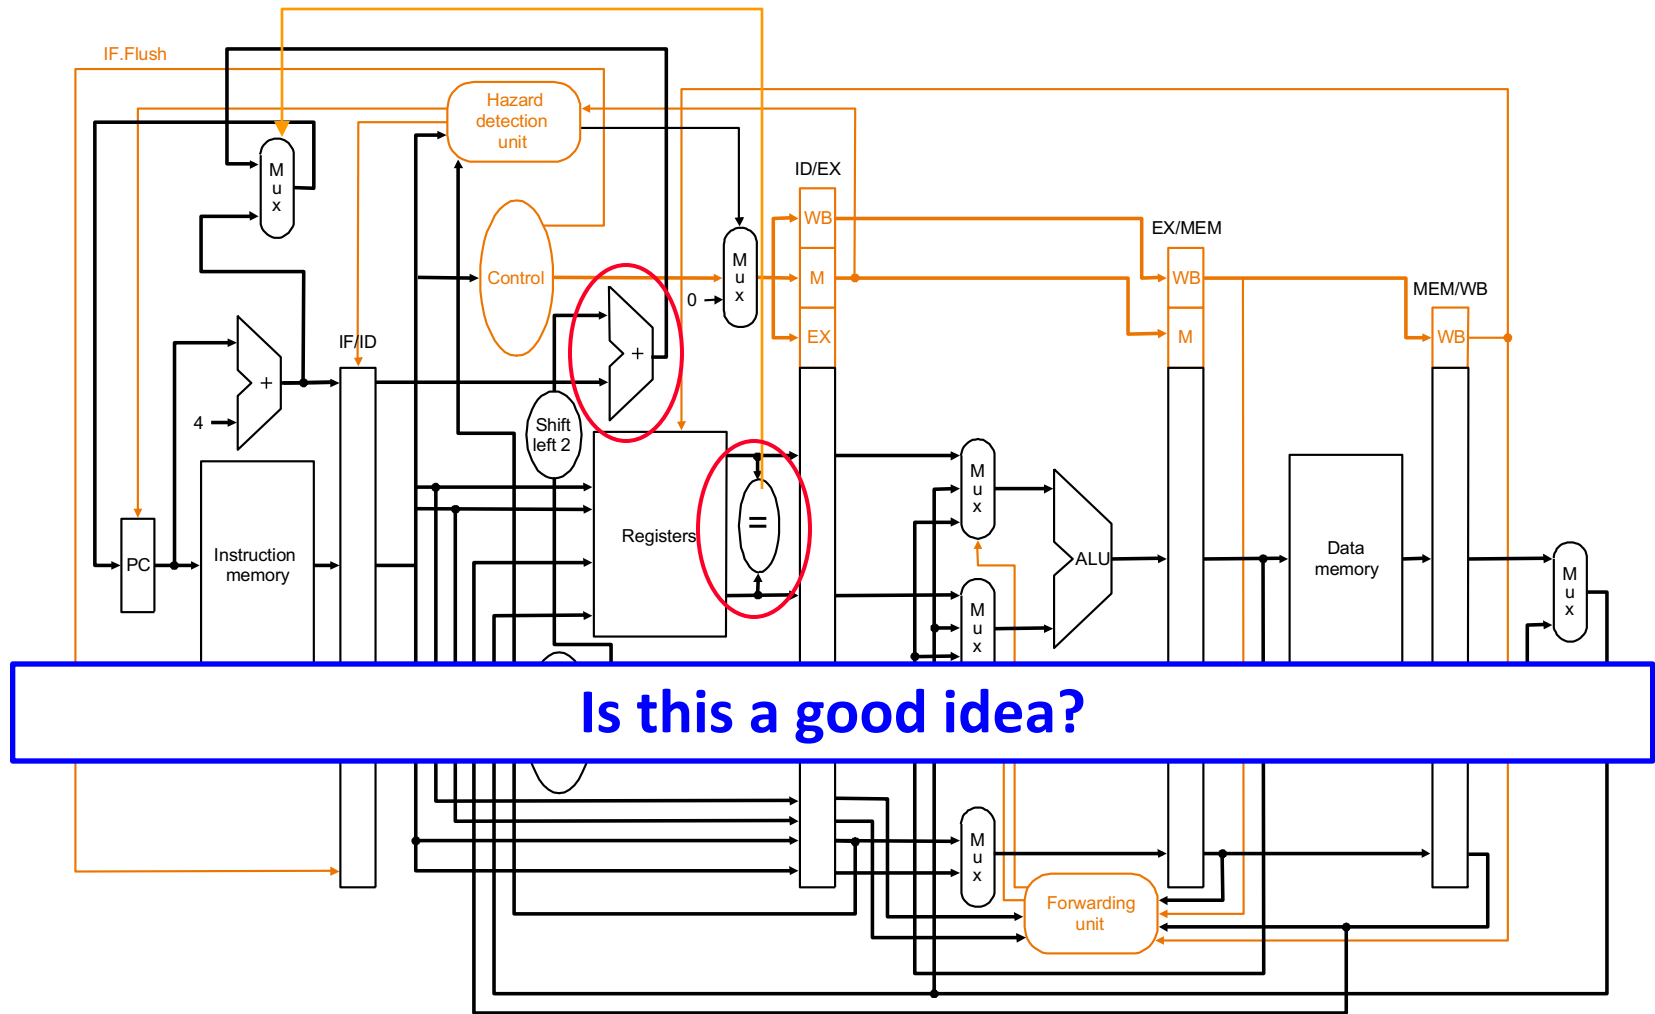 IF.Flush
Hazard
detection
unit
M
u
x
ID/EX
WB
EX/MEM
Control
M
u
x
M
WB
MEM/WB
0
IF/ID
+
EX
M
WB
+
4
Shift
left 2
M
u
x
=
Registers
PC
Instruction
memory
ALU
Data
memory
M
u
x
M
u
x
Is this a good idea?
M
u
x
Forwarding
unit